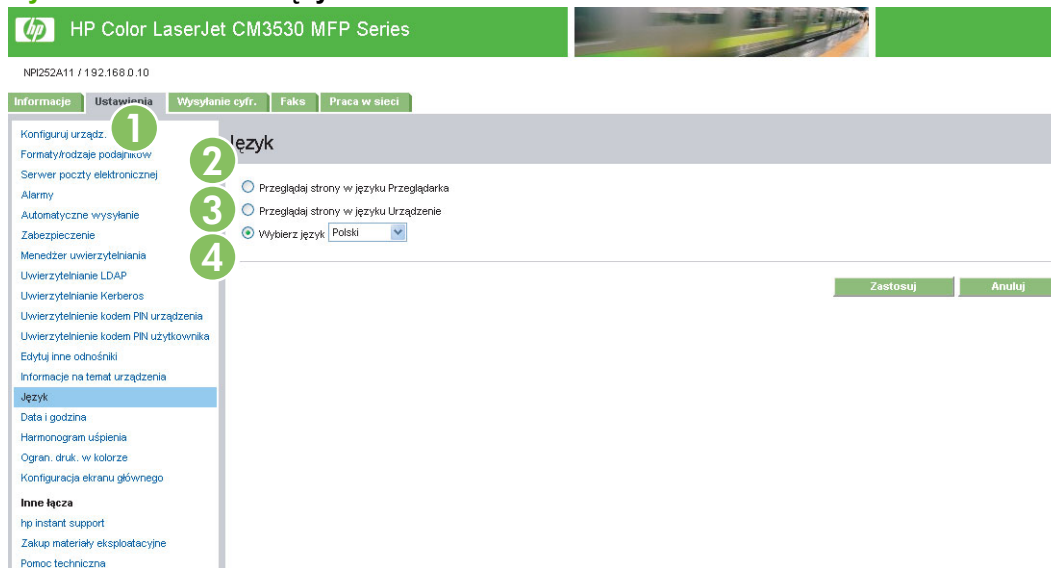 hp HP Color LaserJet CM3530 MFP Series
NPI252A11 / 192.168.0.10
Informacje Ustawienia Wysyłanie cyfr. Faks Praca w sieci
1
Konfiguruj urządz.
Formaty/rodzaje podajników
Serwer poczty elektronicznej
Alarmy
Automatyczne wysyłanie
Zabezpieczenie
Menedżer uwierzytelniania
Uwierzytelnianie LDAP
Uwierzytelnianie Kerberos
Uwierzytelnienie kodem PIN urządzenia
Uwierzytelnienie kodem PIN użytkownika
Edytuj inne odnośniki
Informacje na temat urządzenia
Język
Data i godzina
Harmonogram uśpienia
Ogran. druk. w kolorze
Konfiguracja ekranu głównego
Inne łącza
hp instant support
Zakup materiały eksploatacyjne
Pomoc techniczna
Język
2
Przeglądaj strony w języku Przeglądarka
3
Przeglądaj strony w języku Urządzenie
4
Wybierz język Polski
Zastosuj Anuluj